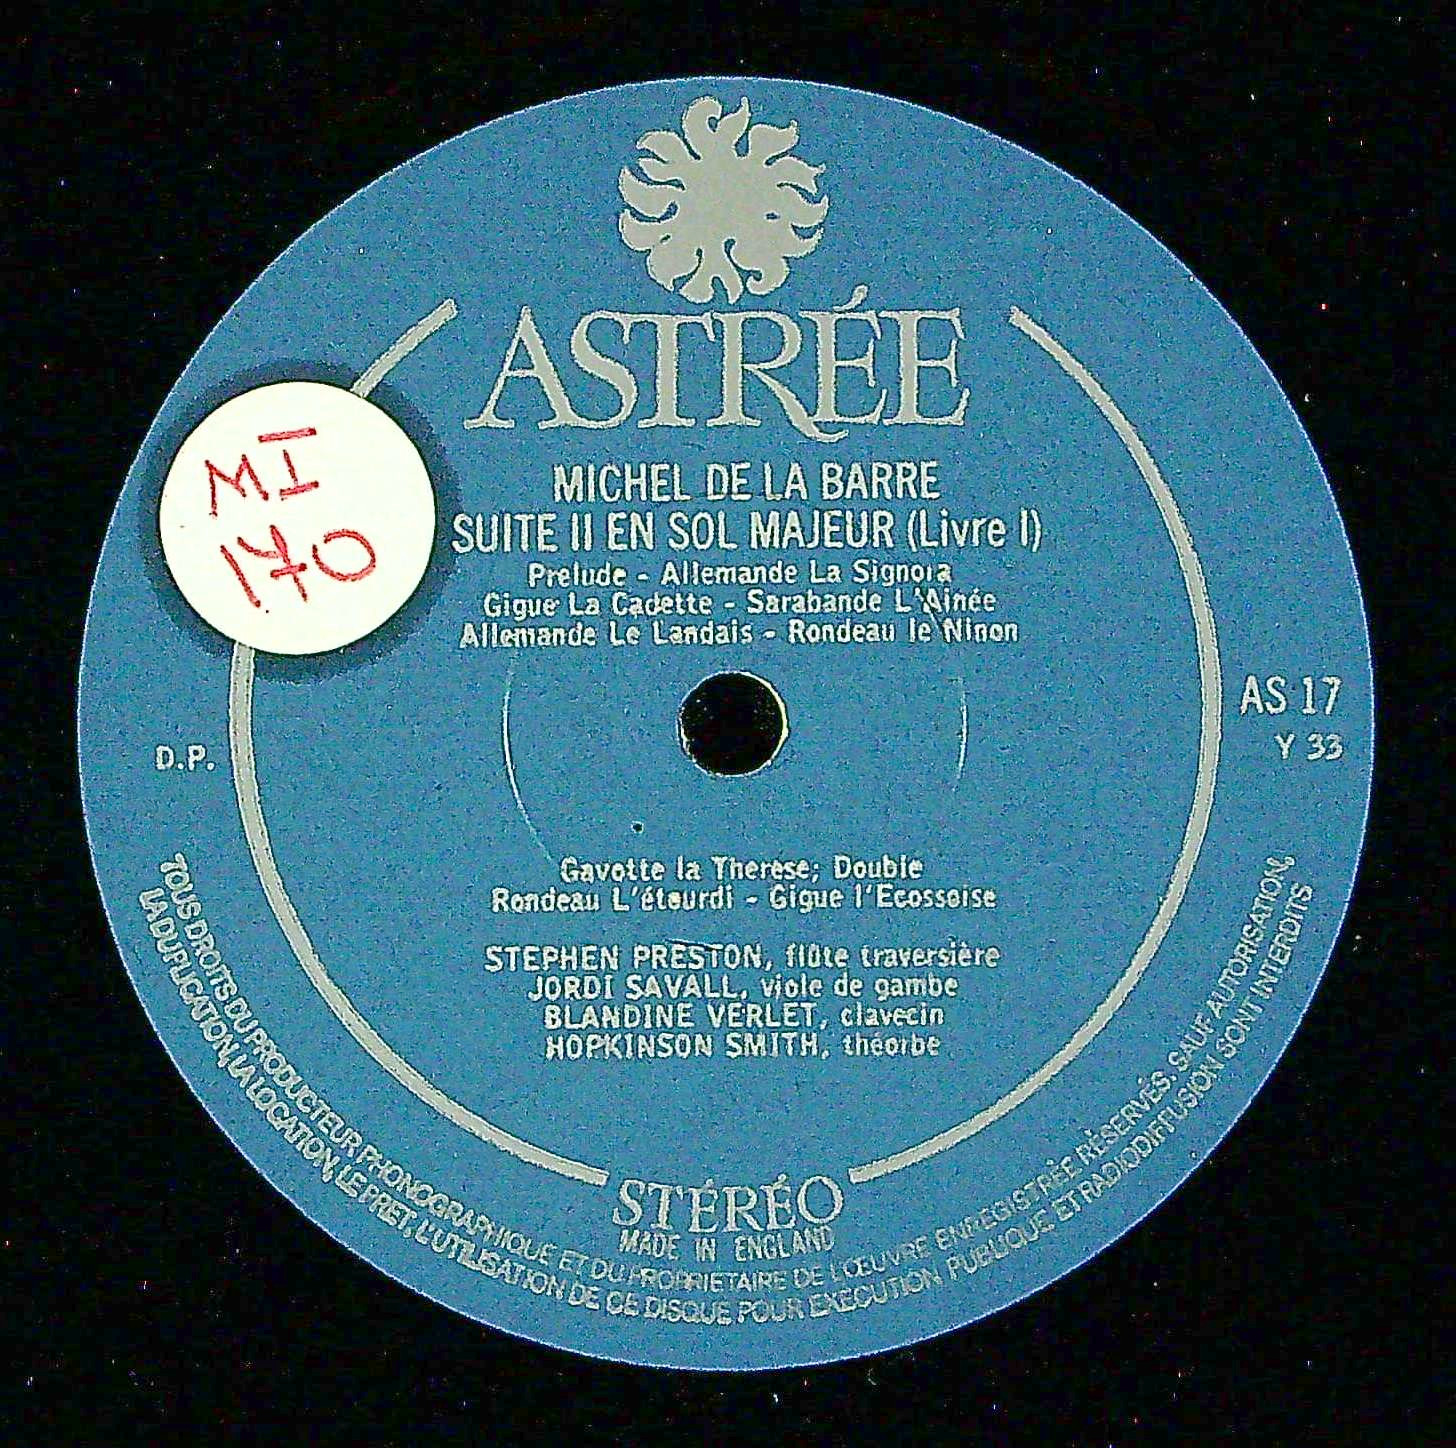 ASTRÉE
MI
170
MICHEL DE LA BARRE
SUITE II EN SOL MAJEUR (Livre I)
Prelude - Allemande La Signora
Gigue La Cadette - Sarabande L'Ainée
Allemande Le Landais - Rondeau le Ninon
AS 17
Y 33
D.P.
Gavotte la Therese; Double
Rondeau L'étourdi - Gigue l'Ecossoise
STEPHEN PRESTON, flûte traversière
JORDI SAVALL, viole de gambe
BLANDINE VERLET, clavecin
HOPKINSON SMITH, théorbe
STÉRÉO
MADE IN ENGLAND
TOUS DROITS DU PRODUCTEUR PHONOGRAPHIQUE ET DU PROPRIETAIRE DE L'ŒUVRE ENREGISTRÉE RÉSERVÉS. SAUF AUTORISATION,
LA DUPLICATION, LA LOCATION, LE PRET, L'UTILISATION DE CE DISQUE POUR EXECUTION PUBLIQUE ET RADIODIFFUSION SONT INTERDITS